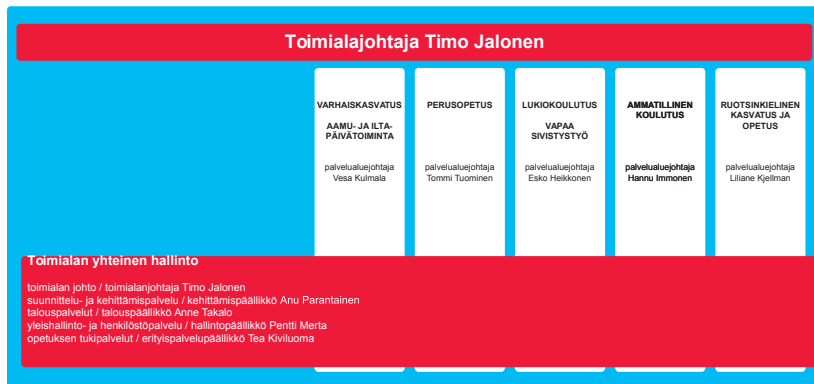 Toimialajohtaja Timo Jalonen
VARHAISKASVATUS
AAMU- JA ILTA-
PÄIVÄTOIMINTA
palvelualuejohtaja
Vesa Kulmala
PERUSOPETUS
palvelualuejohtaja
Tommi Tuominen
LUKIOKOULUTUS
VAPAA
SIVISTYSTYÖ
palvelualuejohtaja
Esko Heikkonen
AMMATILLINEN
KOULUTUS
palvelualuejohtaja
Hannu Immonen
RUOTSINKIELINEN
KASVATUS JA
OPETUS
palvelualuejohtaja
Liliane Kjellman
Toimialan yhteinen hallinto
toimialan johto / toimialanjohtaja Timo Jalonen
suunnittelu- ja kehittämispalvelu / kehittämispäällikkö Anu Parantainen
talouspalvelut / talouspäällikkö Anne Takalo
yleishallinto- ja henkilöstöpalvelu / hallintopäällikkö Pentti Merta
opetuksen tukipalvelut / erityispalvelupäällikkö Tea Kiviluoma